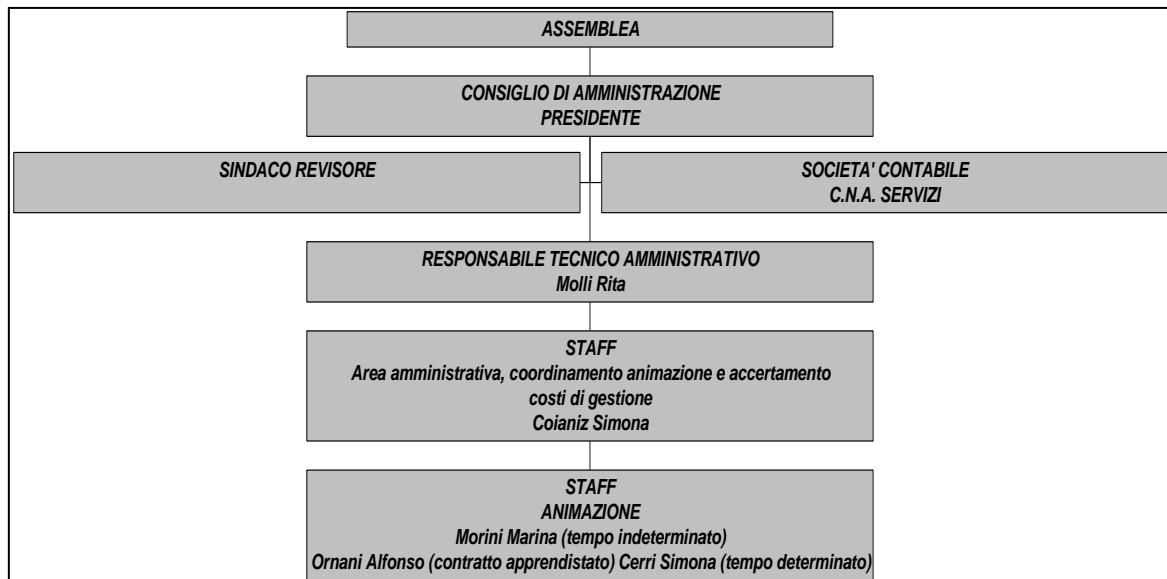 ASSEMBLEA
CONSIGLIO DI AMMINISTRAZIONE
PRESIDENTE
SINDACO REVISORE
SOCIETA' CONTABILE
C.N.A. SERVIZI
RESPONSABILE TECNICO AMMINISTRATIVO
Molli Rita
STAFF
Area amministrativa, coordinamento animazione e accertamento
costi di gestione
Coianiz Simona
STAFF
ANIMAZIONE
Morini Marina (tempo indeterminato)
Ornani Alfonso (contratto apprendistato) Cerri Simona (tempo determinato)